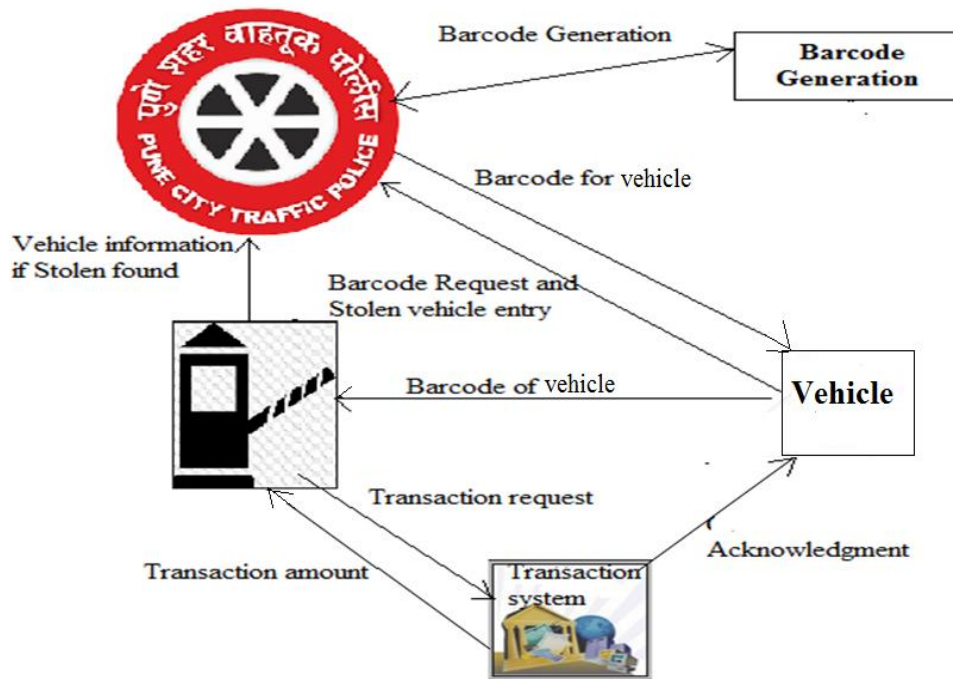 पुणे शहर वाहतूक पोलीस
PUNE CITY TRAFFIC POLICE
Barcode Generation
Barcode
Generation
Barcode for vehicle
Vehicle information
if Stolen found
Barcode Request and
Stolen vehicle entry
Barcode of vehicle
Vehicle
Transaction request
Transaction amount
Transaction
system
Acknowledgment